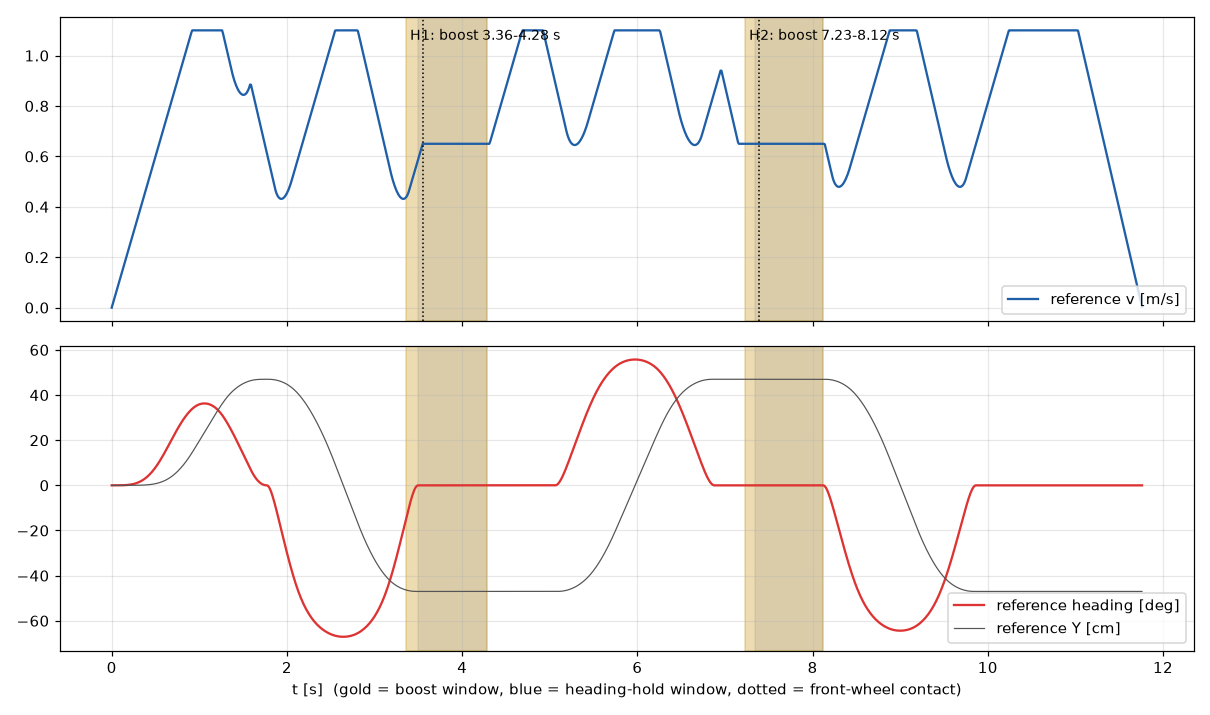 H1: boost 3.36-4.28 s
H2: boost 7.23-8.12 s
1.0
0.8
0.6
0.4
0.2
0.0
reference v [m/s]
60
40
20
0
−20
−40
−60
reference heading [deg]
reference Y [cm]
0 2 4 6 8 10 12
t [s]  (gold = boost window, blue = heading-hold window, dotted = front-wheel contact)